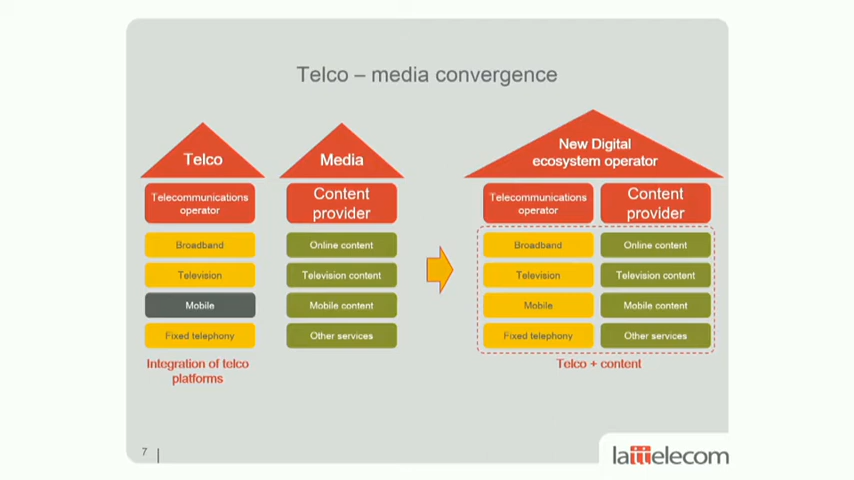 Telco – media convergence
Telco
Telecommunications
operator
Broadband
Television
Mobile
Fixed telephony
Integration of telco
platforms
Media
Content
provider
Online content
Television content
Mobile content
Other services
New Digital
ecosystem operator
Telecommunications
operator
Broadband
Television
Mobile
Fixed telephony
Content
provider
Online content
Television content
Mobile content
Other services
Telco + content
7
lattelecom